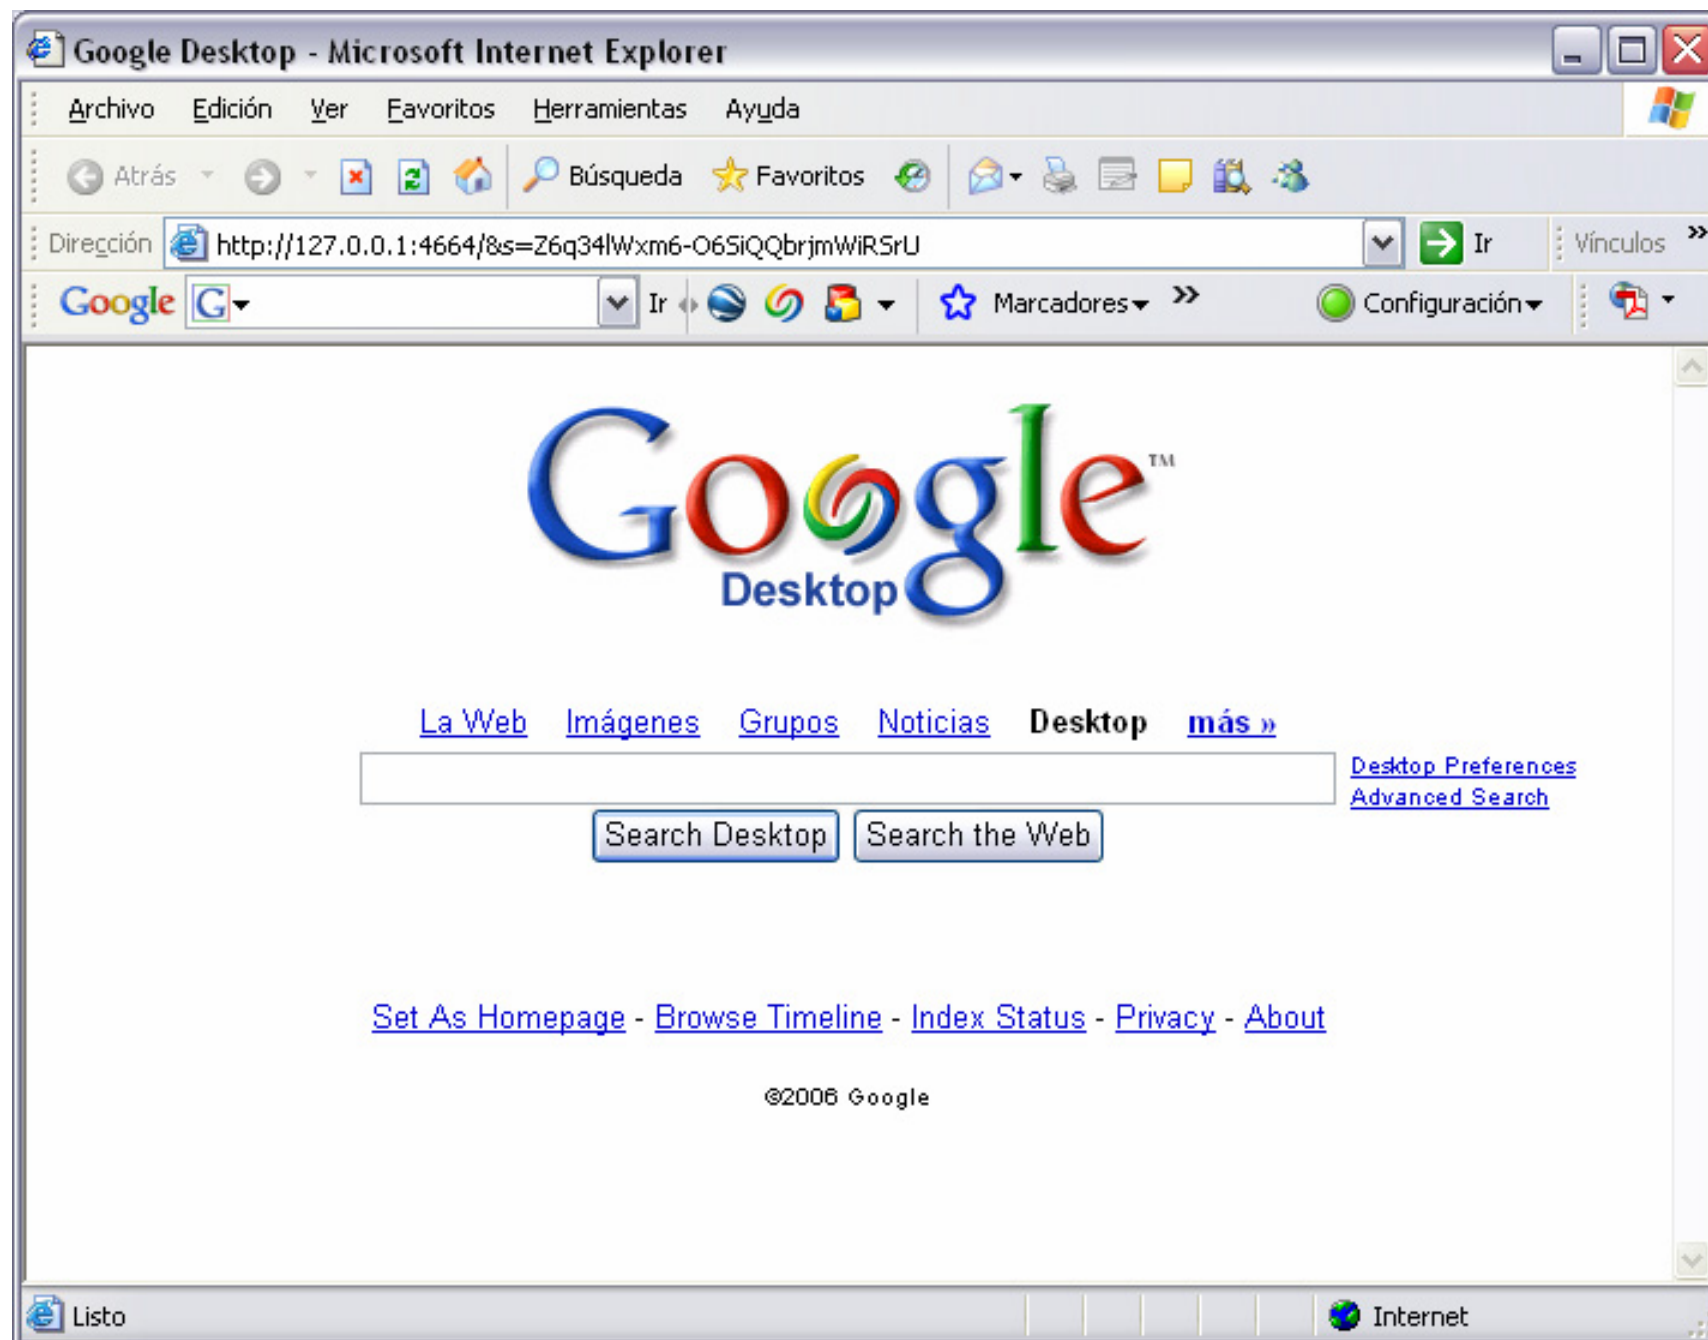 Google Desktop - Microsoft Internet Explorer
Archivo Edición Ver Favoritos Herramientas Ayuda
Atrás Búsqueda Favoritos
Dirección http://127.0.0.1:4664/&s=Z6q34lWxm6-O6SiQQbrjmWiRSrU Ir Vínculos »
Google G Ir Marcadores » Configuración
Google™
Desktop
La Web Imágenes Grupos Noticias Desktop más »
Desktop Preferences
Advanced Search
Search Desktop Search the Web
Set As Homepage - Browse Timeline - Index Status - Privacy - About
©2006 Google
Listo Internet